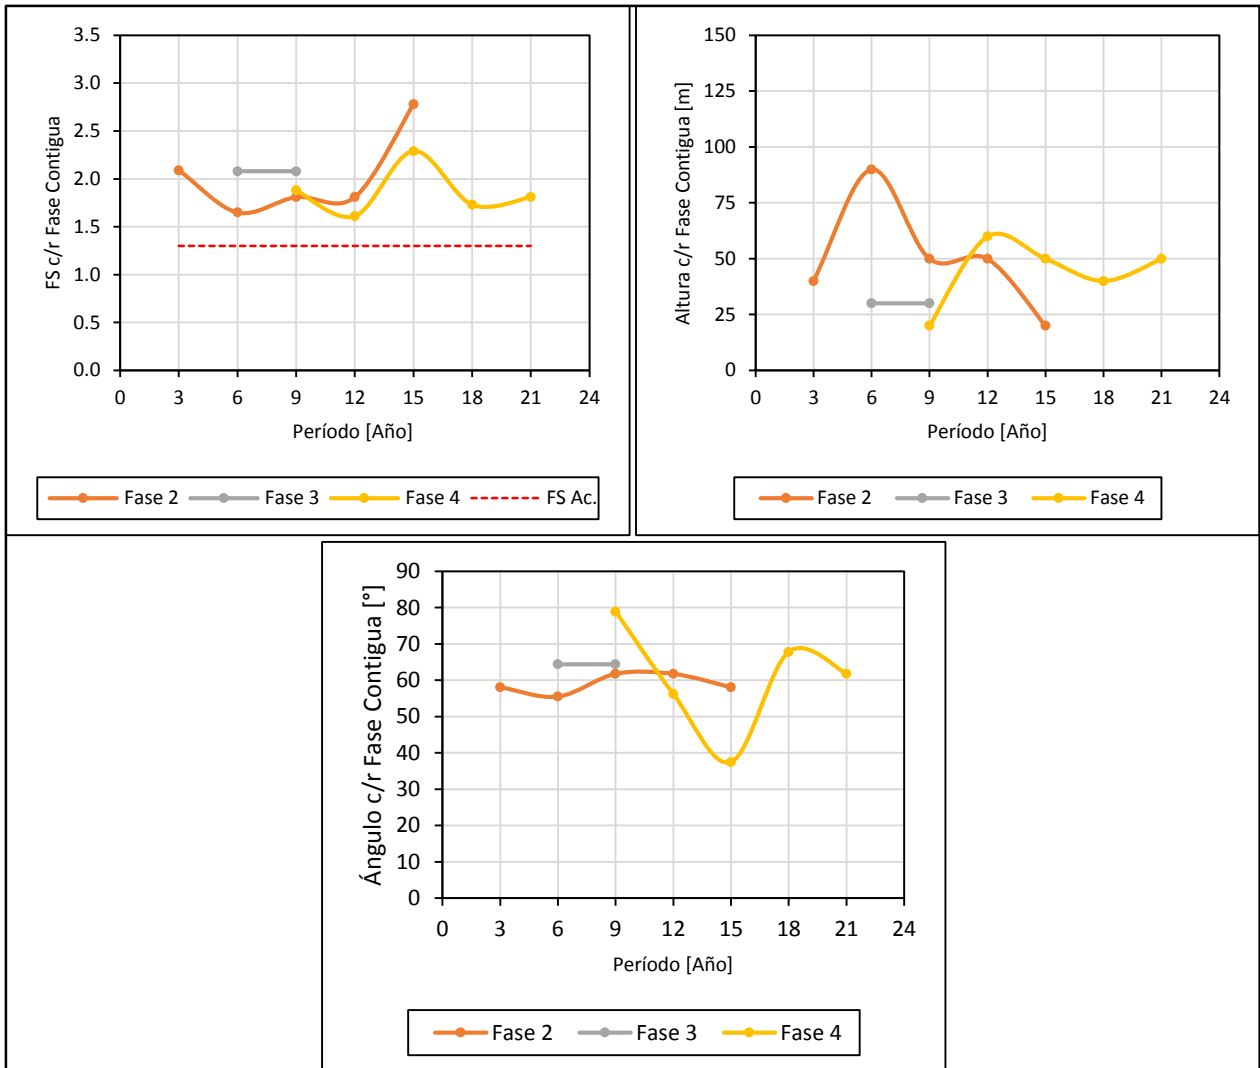 FS c/r Fase Contigua
3.5
3.0
2.5
2.0
1.5
1.0
0.5
0.0
0 3 6 9 12 15 18 21 24
Período [Año]
Fase 2 Fase 3 Fase 4 FS Ac.
Altura c/r Fase Contigua [m]
150
125
100
75
50
25
0
0 3 6 9 12 15 18 21 24
Período [Año]
Fase 2 Fase 3 Fase 4
Ángulo c/r Fase Contigua [°]
90
80
70
60
50
40
30
20
10
0
0 3 6 9 12 15 18 21 24
Período [Año]
Fase 2 Fase 3 Fase 4